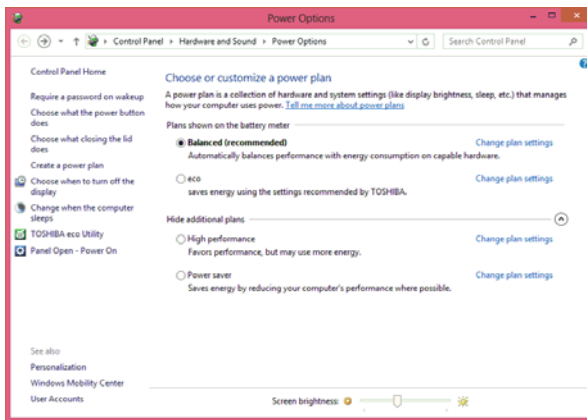 Power Options
Control Panel ▸ Hardware and Sound ▸ Power Options
Search Control Panel
Control Panel Home
Require a password on wakeup
Choose what the power button
does
Choose what closing the lid
does
Create a power plan
Choose when to turn off the
display
Change when the computer
sleeps
TOSHIBA eco Utility
Panel Open - Power On
See also
Personalization
Windows Mobility Center
User Accounts
Choose or customize a power plan
A power plan is a collection of hardware and system settings (like display brightness, sleep, etc.) that manages
how your computer uses power. Tell me more about power plans
Plans shown on the battery meter
Balanced (recommended) Change plan settings
Automatically balances performance with energy consumption on capable hardware.
eco Change plan settings
saves energy using the settings recommended by TOSHIBA.
Hide additional plans
High performance Change plan settings
Favors performance, but may use more energy.
Power saver Change plan settings
Saves energy by reducing your computer's performance where possible.
Screen brightness: